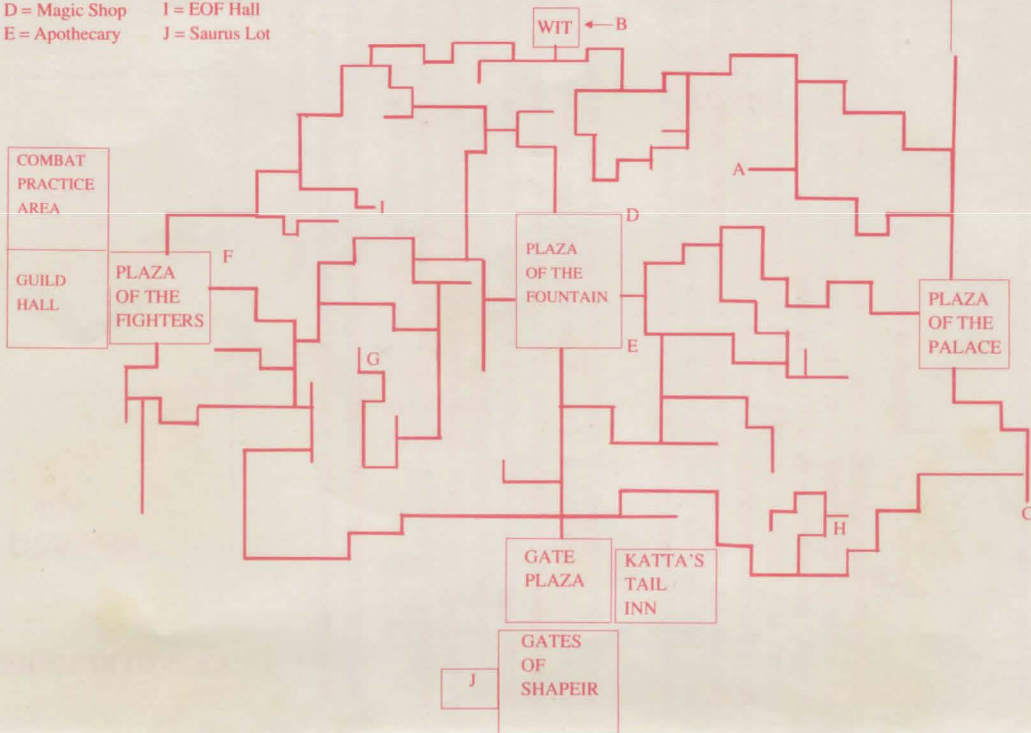 D = Magic Shop I = EOF Hall
E = Apothecary J = Saurus Lot
WIT
B
COMBAT
PRACTICE
AREA
A
I
D
F
GUILD
HALL
PLAZA
OF THE
FIGHTERS
PLAZA
OF THE
FOUNTAIN
PLAZA
OF THE
PALACE
E
G
C
H
GATE
PLAZA
KATTA'S
TAIL
INN
GATES
OF
SHAPEIR
J